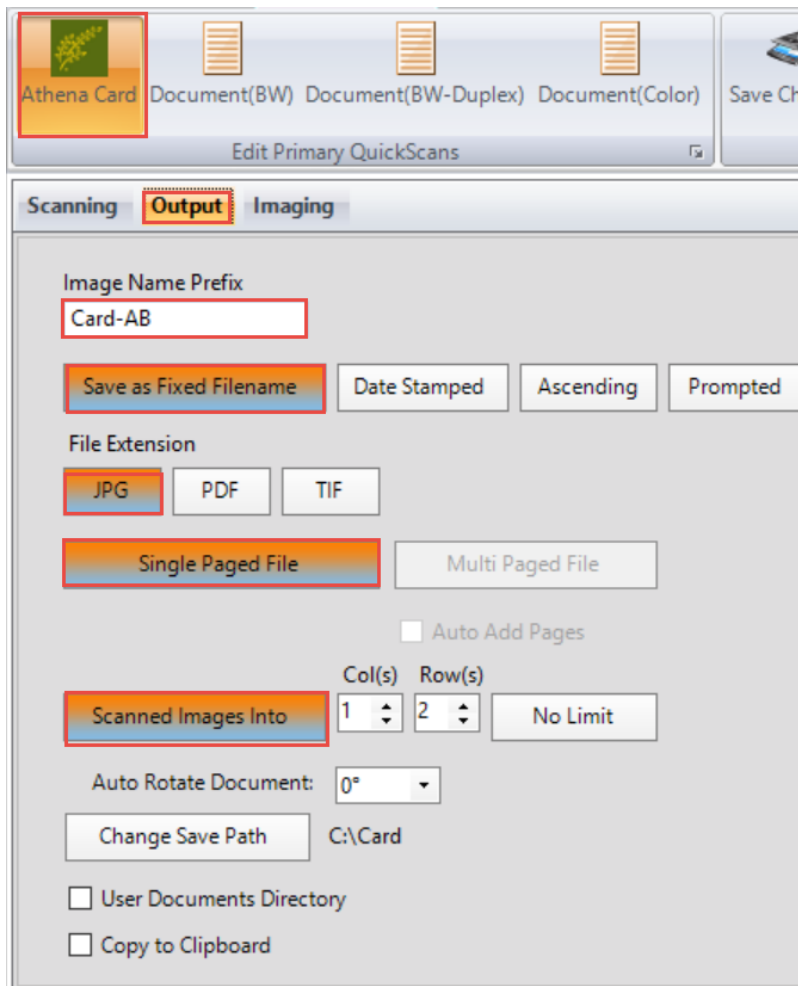 Athena Card Document(BW) Document(BW-Duplex) Document(Color) Save Ch
Edit Primary QuickScans
Scanning Output Imaging
Image Name Prefix
Card-AB
Save as Fixed Filename Date Stamped Ascending Prompted
File Extension
JPG PDF TIF
Single Paged File Multi Paged File
Auto Add Pages
Col(s) Row(s)
Scanned Images Into 1 2 No Limit
Auto Rotate Document: 0°
Change Save Path C:\Card
User Documents Directory
Copy to Clipboard